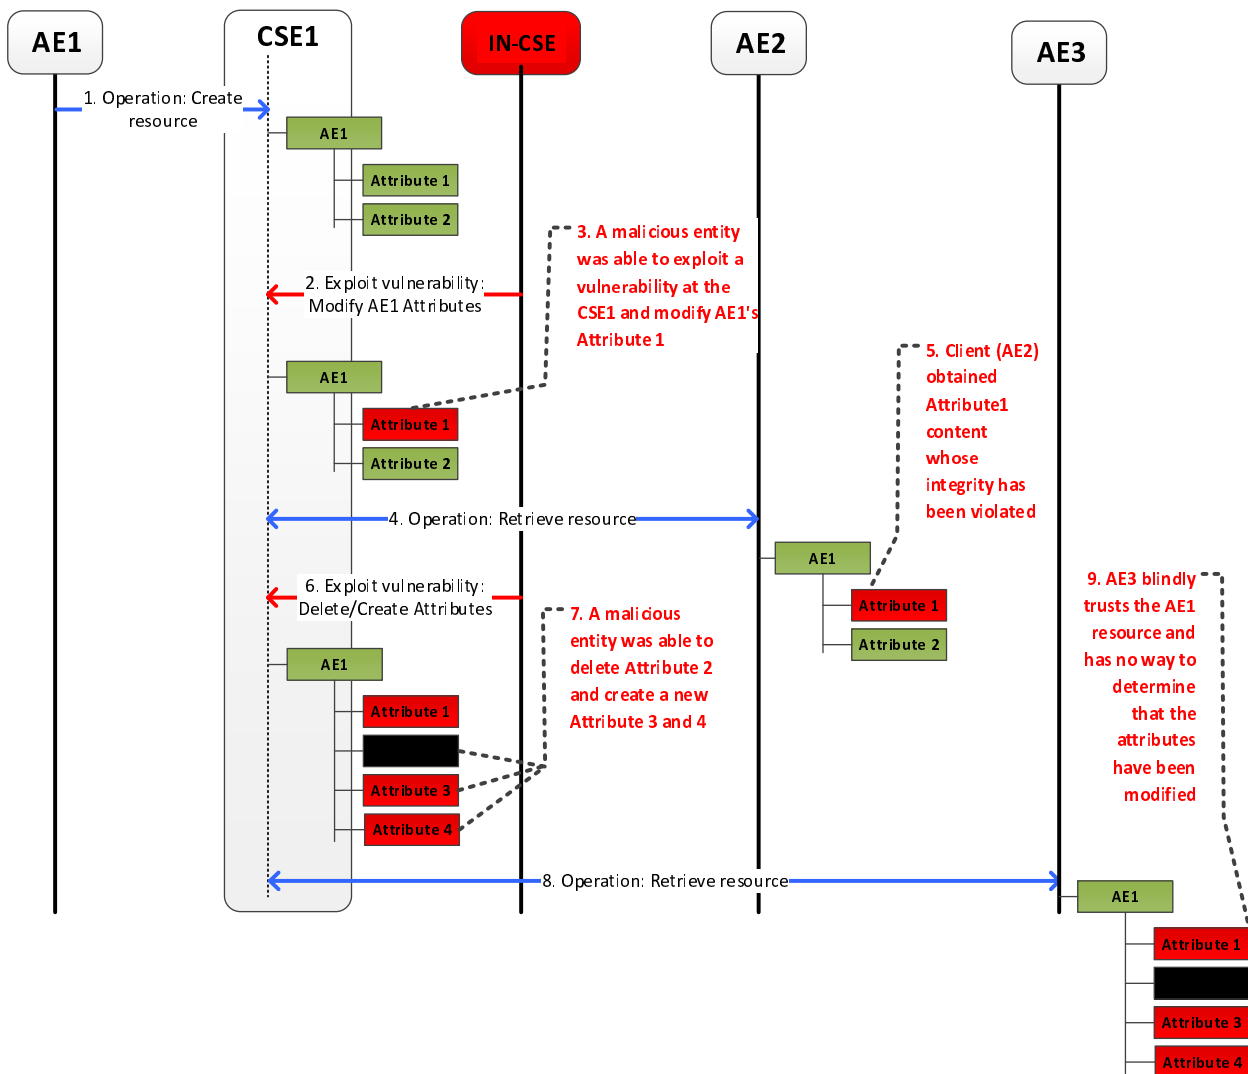 AE1
CSE1
IN-CSE
AE2
AE3
1. Operation: Create
resource
AE1
Attribute 1
Attribute 2
2. Exploit vulnerability:
Modify AE1 Attributes
3. A malicious entity
was able to exploit a
vulnerability at the
CSE1 and modify AE1's
Attribute 1
AE1
Attribute 1
Attribute 2
4. Operation: Retrieve resource
5. Client (AE2)
obtained
Attribute1
content
whose
integrity has
been violated
AE1
Attribute 1
Attribute 2
6. Exploit vulnerability:
Delete/Create Attributes
7. A malicious
entity was able to
delete Attribute 2
and create a new
Attribute 3 and 4
AE1
Attribute 1
Attribute 3
Attribute 4
8. Operation: Retrieve resource
9. AE3 blindly
trusts the AE1
resource and
has no way to
determine
that the
attributes
have been
modified
AE1
Attribute 1
Attribute 3
Attribute 4